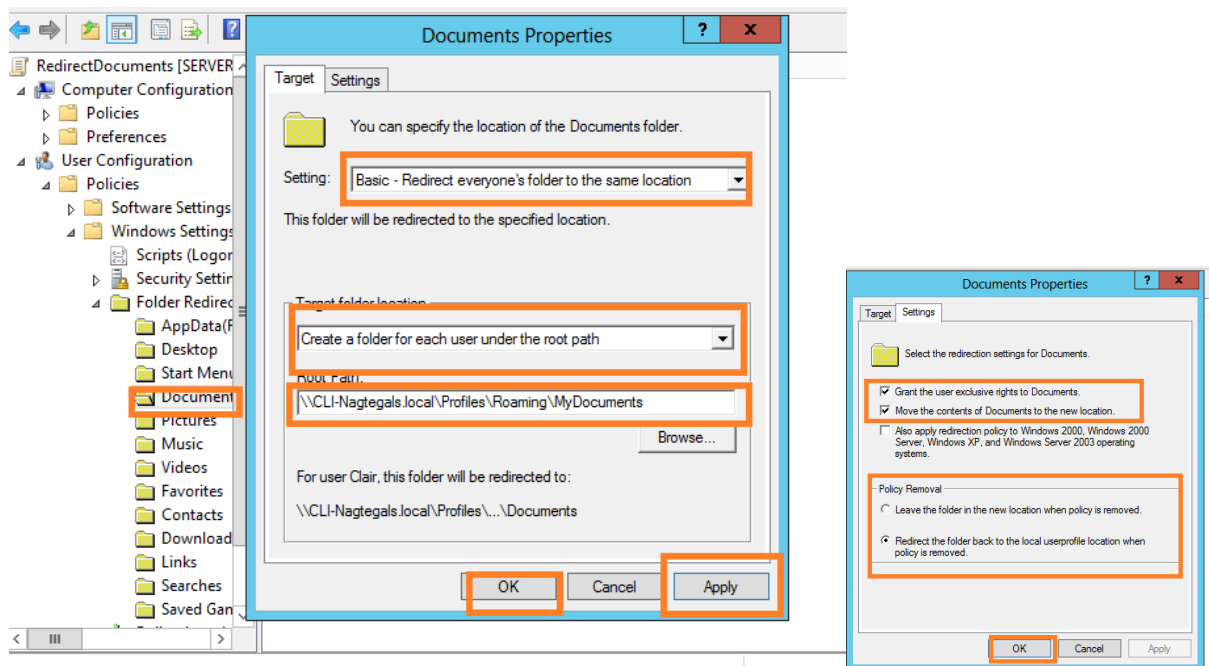 RedirectDocuments [SERVER
Computer Configuration
Policies
Preferences
User Configuration
Policies
Software Settings
Windows Settings
Scripts (Logor
Security Settin
Folder Redirec
AppData(F
Desktop
Start Menu
Document
Pictures
Music
Videos
Favorites
Contacts
Download
Links
Searches
Saved Gan
Documents Properties
Target Settings
You can specify the location of the Documents folder.
Setting: Basic - Redirect everyone's folder to the same location
This folder will be redirected to the specified location.
Target folder location
Create a folder for each user under the root path
Root Path:
\\CLI-Nagtegals.local\Profiles\Roaming\MyDocuments
Browse...
For user Clair, this folder will be redirected to:
\\CLI-Nagtegals.local\Profiles\...\Documents
OK Cancel Apply
Documents Properties
Target Settings
Select the redirection settings for Documents.
Grant the user exclusive rights to Documents.
Move the contents of Documents to the new location.
Also apply redirection policy to Windows 2000, Windows 2000
Server, Windows XP, and Windows Server 2003 operating
systems.
Policy Removal
Leave the folder in the new location when policy is removed.
Redirect the folder back to the local userprofile location when
policy is removed.
OK Cancel Apply